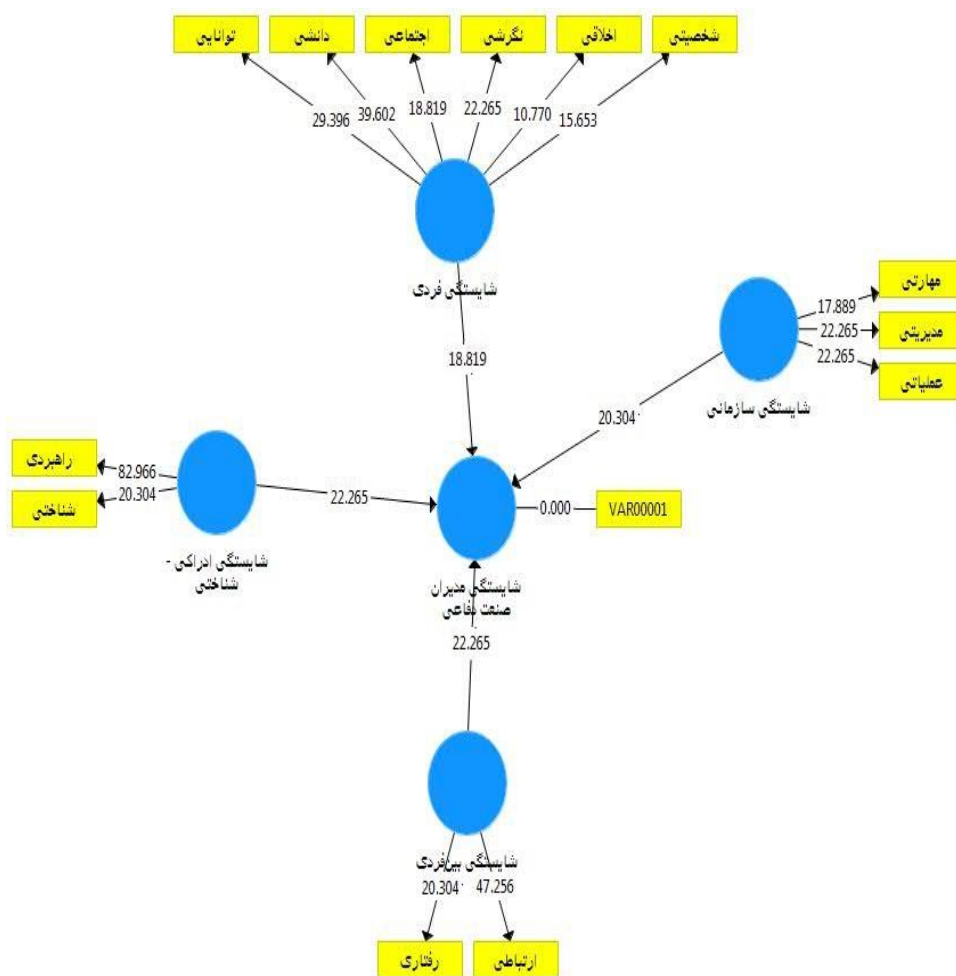 توانایی
دانشی
اجتماعی
نگرشی
اخلاقی
شخصیتی
29.396
39.602
18.819
22.265
10.770
15.653
شایستگی فردی
18.819
مهارتی
17.889
مدیریتی
22.265
عملیاتی
22.265
شایستگی سازمانی
20.304
راهبردی
82.966
شناختی
20.304
شایستگی ادراکی -
شناختی
22.265
0.000
VAR00001
شایستگی مدیران
صنعت دفاعی
22.265
شایستگی بین‌فردی
20.304
47.256
رفتاری
ارتباطی